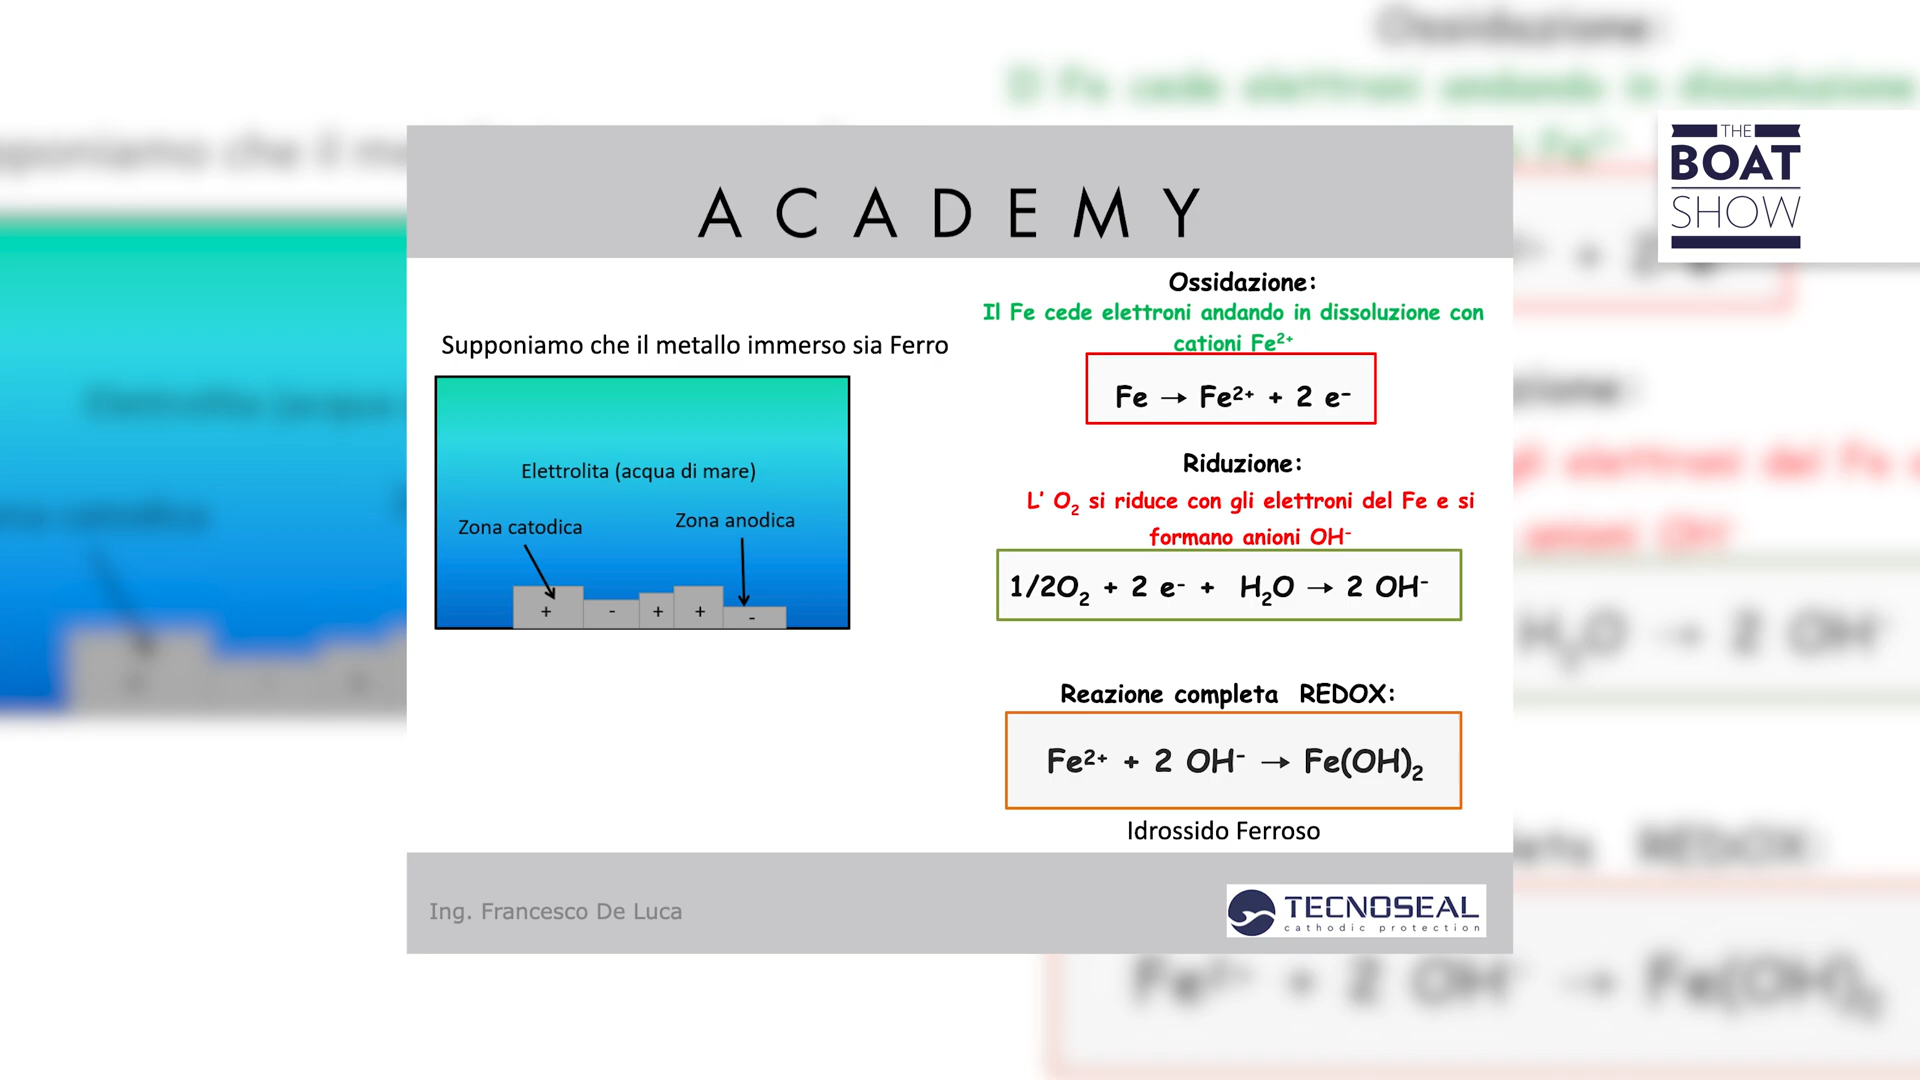 THE
BOAT
SHOW
ACADEMY
Supponiamo che il metallo immerso sia Ferro
Elettrolita (acqua di mare)
Zona catodica
Zona anodica
+ - + + -
Ossidazione:
Il Fe cede elettroni andando in dissoluzione con
cationi Fe²⁺
Fe → Fe²⁺ + 2 e⁻
Riduzione:
L' O₂ si riduce con gli elettroni del Fe e si
formano anioni OH⁻
1/2O₂ + 2 e⁻ + H₂O → 2 OH⁻
Reazione completa REDOX:
Fe²⁺ + 2 OH⁻ → Fe(OH)₂
Idrossido Ferroso
Ing. Francesco De Luca
TECNOSEAL
cathodic protection